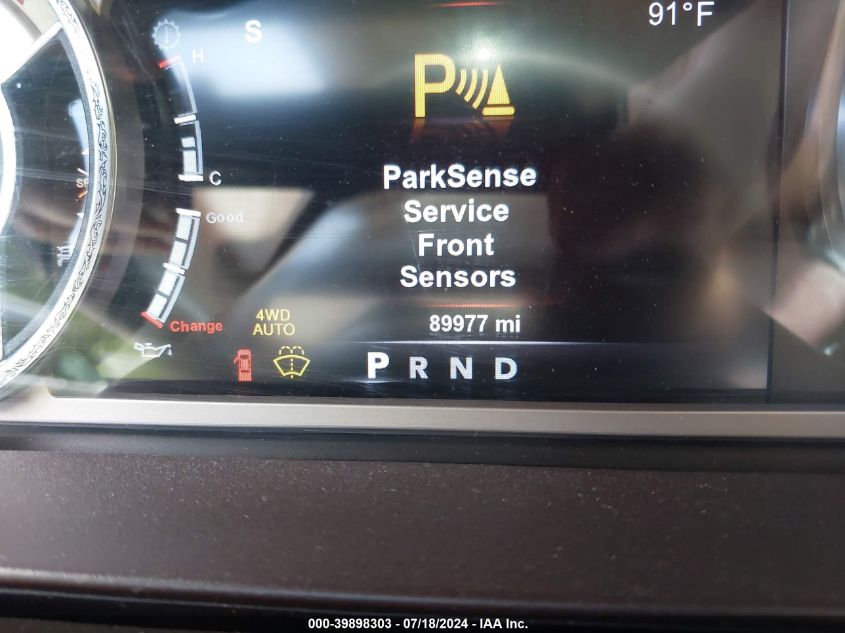 91°F
S
H
C
ParkSense
Service
Front
Sensors
Good
Change
4WD
AUTO
89977 mi
P R N D
000-39898303 - 07/18/2024 - IAA Inc.